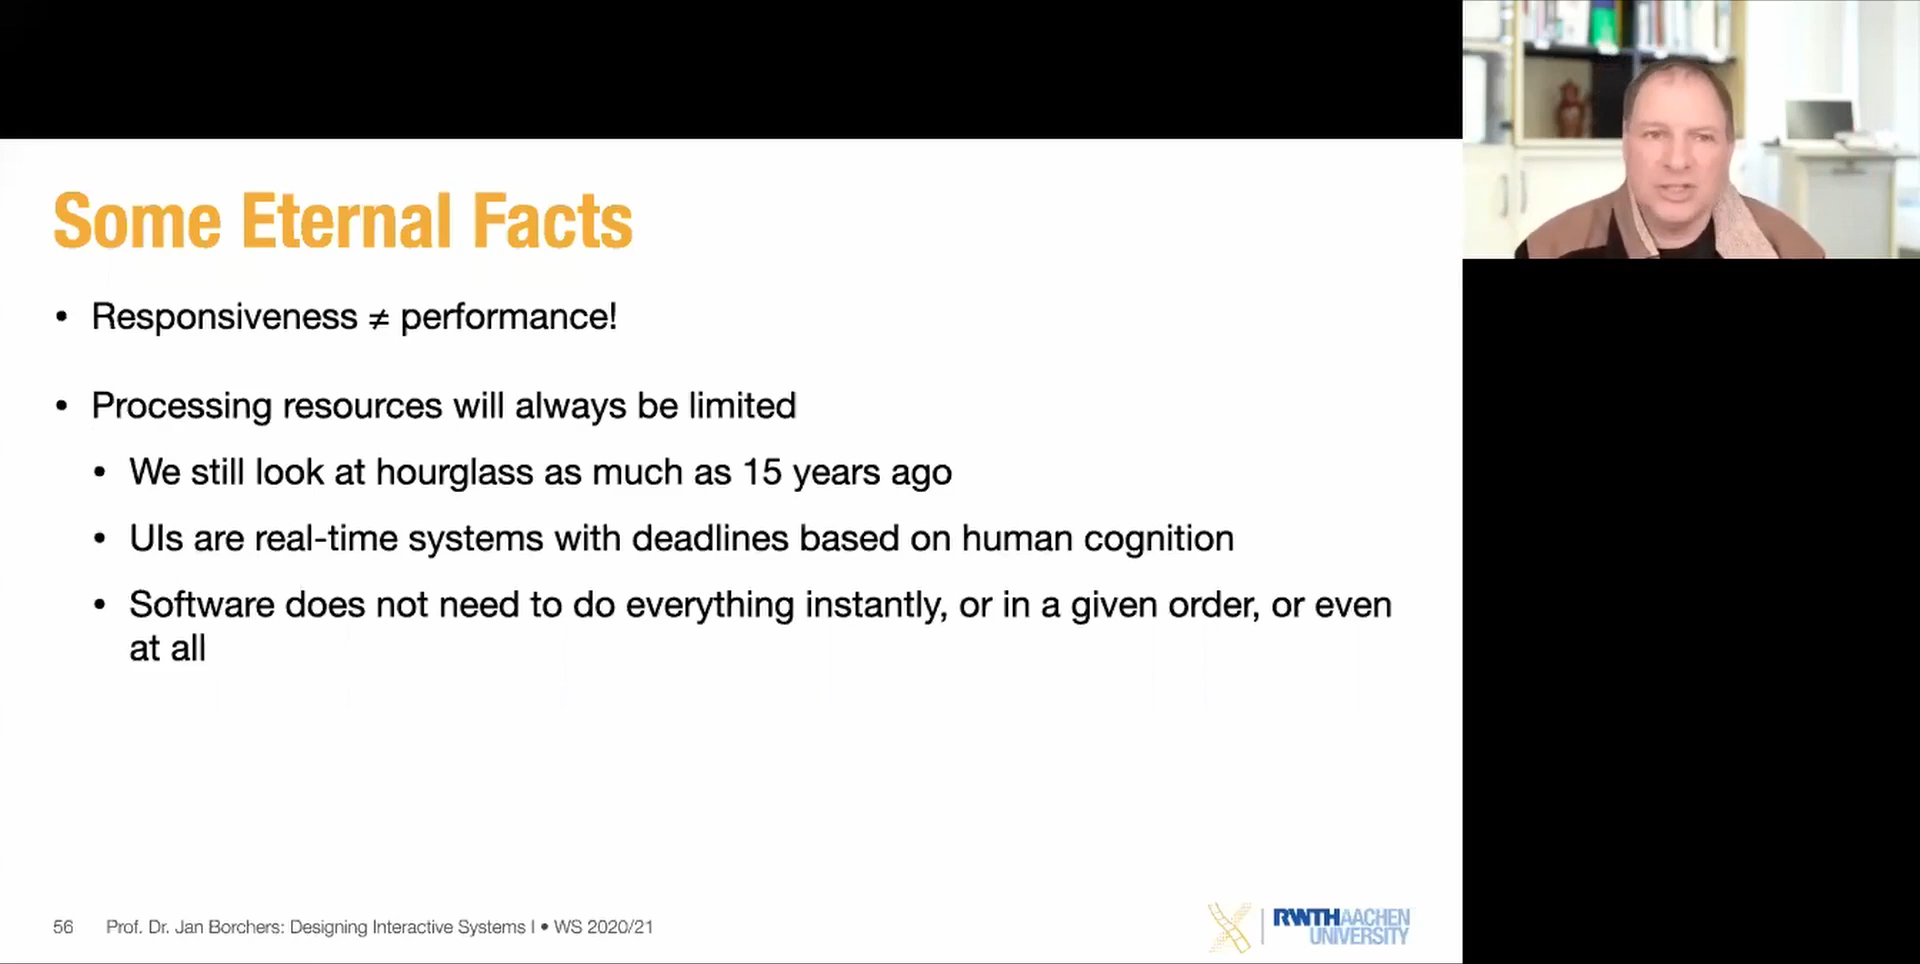 Some Eternal Facts
• Responsiveness ≠ performance!
• Processing resources will always be limited
• We still look at hourglass as much as 15 years ago
• UIs are real-time systems with deadlines based on human cognition
• Software does not need to do everything instantly, or in a given order, or even
at all
56 Prof. Dr. Jan Borchers: Designing Interactive Systems I • WS 2020/21
RWTHAACHEN
UNIVERSITY